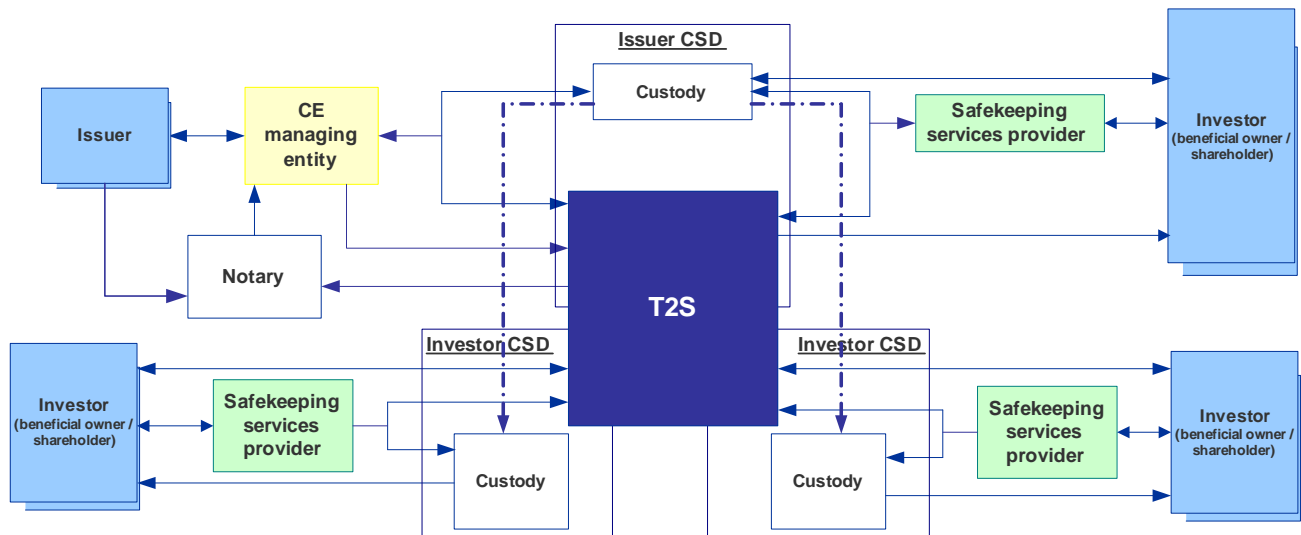 Issuer CSD
Custody
Issuer
CE
managing
entity
Safekeeping
services provider
Investor
(beneficial owner /
shareholder)
Notary
T2S
Investor CSD
Investor CSD
Investor
(beneficial owner /
shareholder)
Safekeeping
services
provider
Custody
Custody
Safekeeping
services
provider
Investor
(beneficial owner /
shareholder)